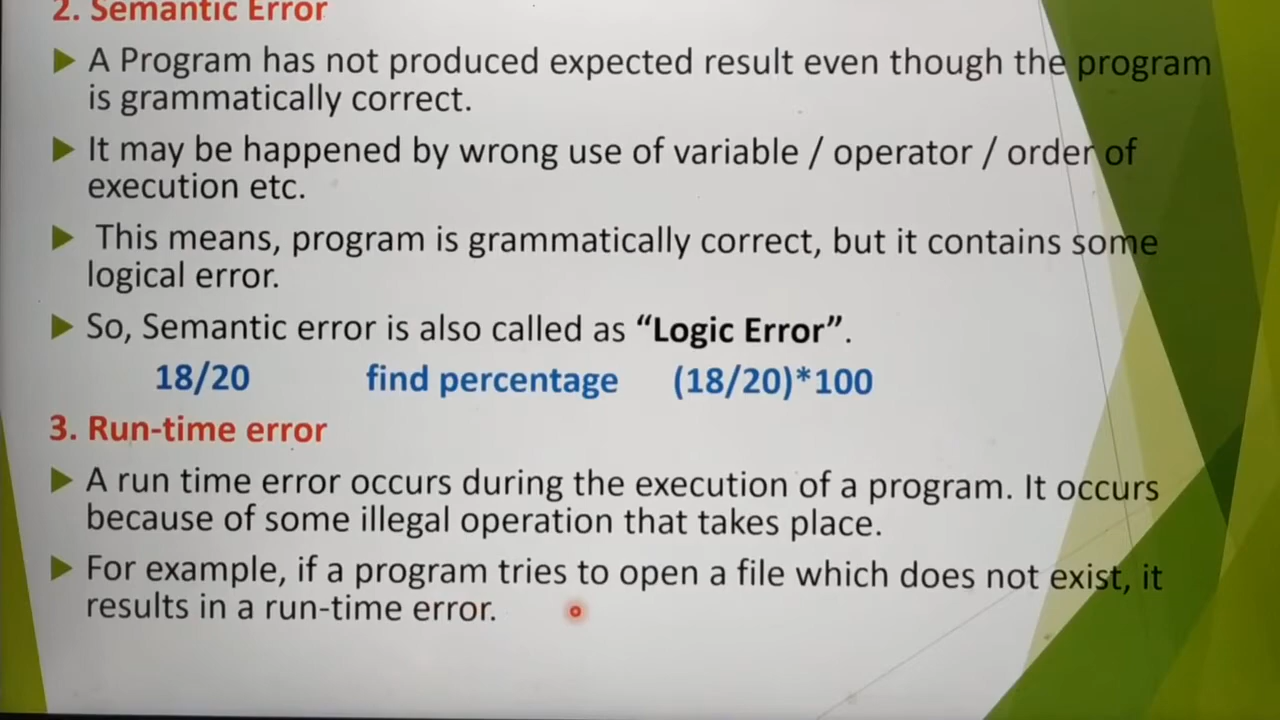 2. Semantic Error
A Program has not produced expected result even though the program
is grammatically correct.
It may be happened by wrong use of variable / operator / order of
execution etc.
This means, program is grammatically correct, but it contains some
logical error.
So, Semantic error is also called as “Logic Error”.
18/20 find percentage (18/20)*100
3. Run-time error
A run time error occurs during the execution of a program. It occurs
because of some illegal operation that takes place.
For example, if a program tries to open a file which does not exist, it
results in a run-time error.